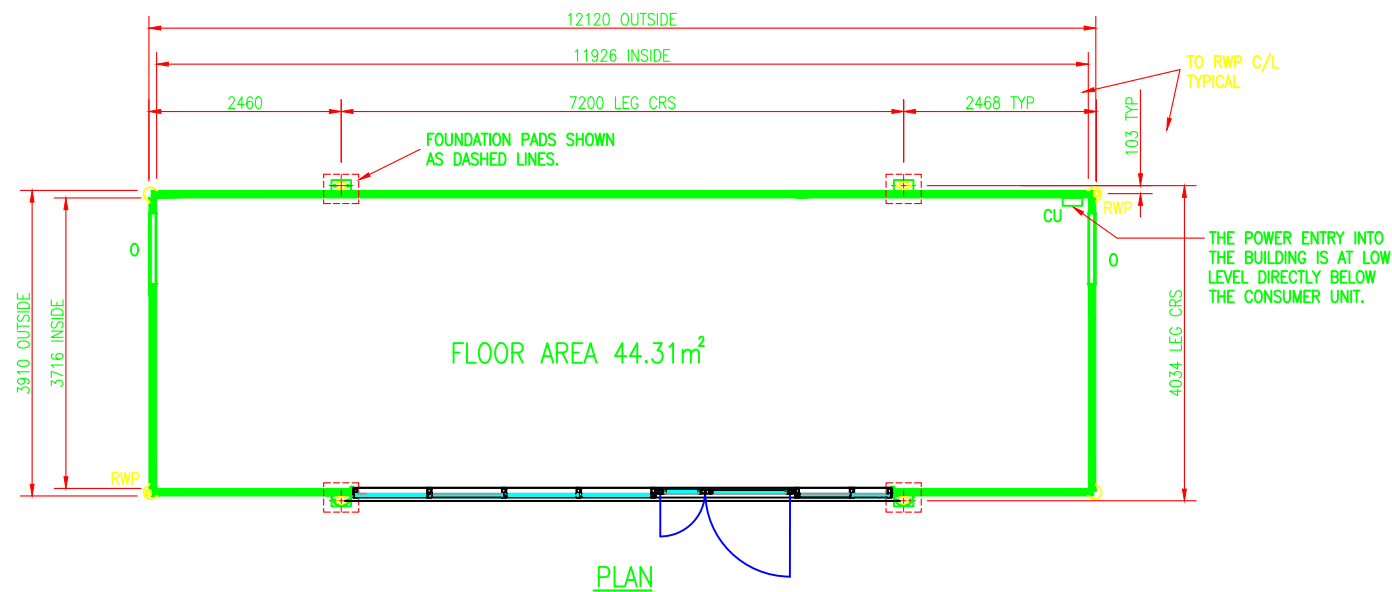 12120 OUTSIDE
11926 INSIDE
TO RWP C/L
TYPICAL
2460
7200 LEG CRS
2468 TYP
103 TYP
FOUNDATION PADS SHOWN
AS DASHED LINES.
RWP
CU
O
O
THE POWER ENTRY INTO
THE BUILDING IS AT LOW
LEVEL DIRECTLY BELOW
THE CONSUMER UNIT.
3910 OUTSIDE
3716 INSIDE
FLOOR AREA 44.31m²
4034 LEG CRS
RWP
PLAN